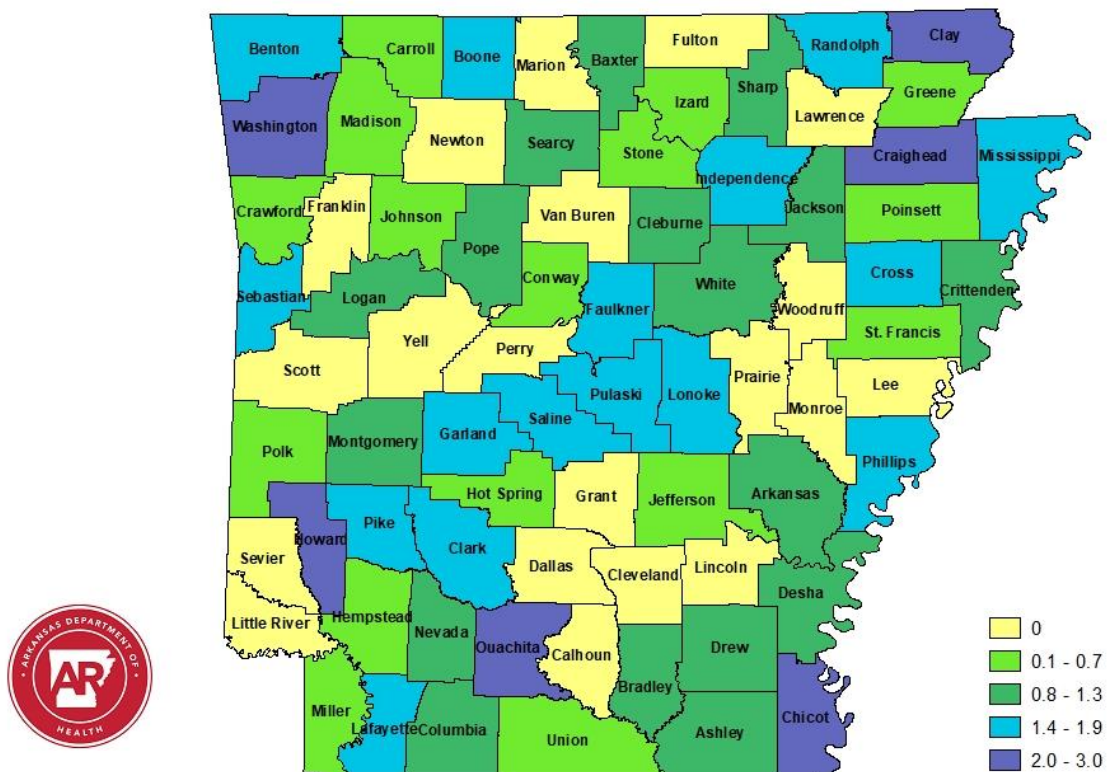 Benton
Carroll
Boone
Marion
Baxter
Fulton
Randolph
Clay
Izard
Sharp
Greene
Washington
Madison
Newton
Searcy
Stone
Lawrence
Independence
Craighead
Mississippi
Crawford
Franklin
Johnson
Pope
Van Buren
Cleburne
Jackson
Poinsett
Conway
Sebastian
Logan
Faulkner
White
Woodruff
Cross
Crittenden
St. Francis
Scott
Yell
Perry
Pulaski
Lonoke
Prairie
Monroe
Lee
Saline
Garland
Montgomery
Polk
Phillips
Hot Spring
Grant
Jefferson
Arkansas
Howard
Pike
Clark
Sevier
Dallas
Cleveland
Lincoln
Desha
Little River
Hempstead
Nevada
Ouachita
Calhoun
Bradley
Drew
Miller
Lafayette
Columbia
Union
Ashley
Chicot
ARKANSAS DEPARTMENT OF
AR
HEALTH
0
0.1 - 0.7
0.8 - 1.3
1.4 - 1.9
2.0 - 3.0